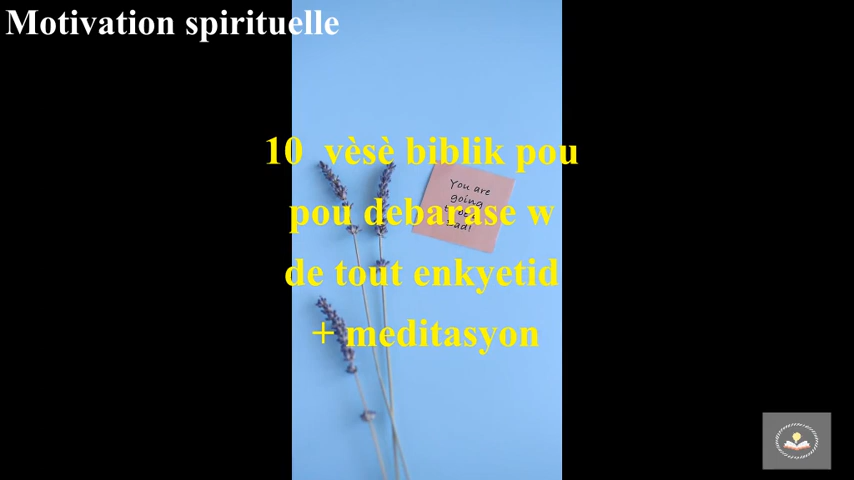 Motivation spirituelle
10 vèsè biblik pou
pou debarase w
de tout enkyetid
+ meditasyon
You are
going